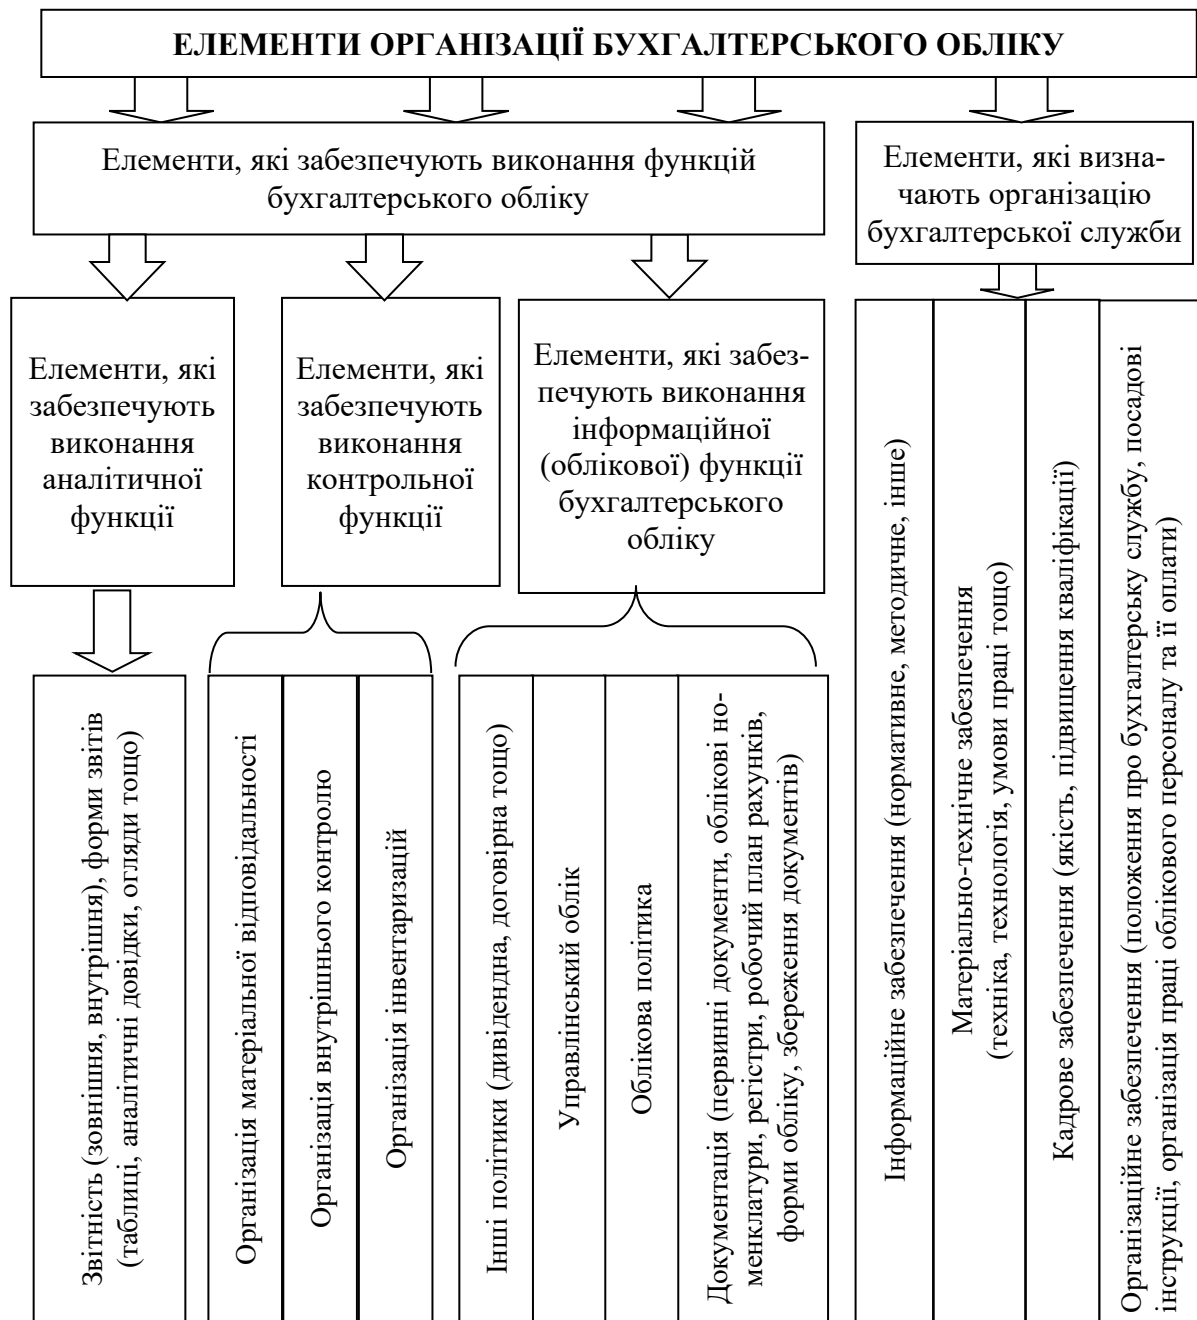 ЕЛЕМЕНТИ ОРГАНІЗАЦІЇ БУХГАЛТЕРСЬКОГО ОБЛІКУ
Елементи, які забезпечують виконання функцій
бухгалтерського обліку
Елементи, які визна-
чають організацію
бухгалтерської служби
Елементи, які
забезпечують
виконання
аналітичної
функції
Елементи, які
забезпечують
виконання
контрольної
функції
Елементи, які забез-
печують виконання
інформаційної
(облікової) функції
бухгалтерського
обліку
Звітність (зовнішня, внутрішня), форми звітів
(таблиці, аналітичні довідки, огляди тощо)
Організація матеріальної відповідальності
Організація внутрішнього контролю
Організація інвентаризацій
Інші політики (дивідендна, договірна тощо)
Управлінський облік
Облікова політика
Документація (первинні документи, облікові но-
менклатури, регістри, робочий план рахунків,
форми обліку, збереження документів)
Інформаційне забезпечення (нормативне, методичне, інше)
Матеріально-технічне забезпечення
(техніка, технологія, умови праці тощо)
Кадрове забезпечення (якість, підвищення кваліфікації)
Організаційне забезпечення (положення про бухгалтерську службу, посадові
інструкції, організація праці облікового персоналу та її оплати)